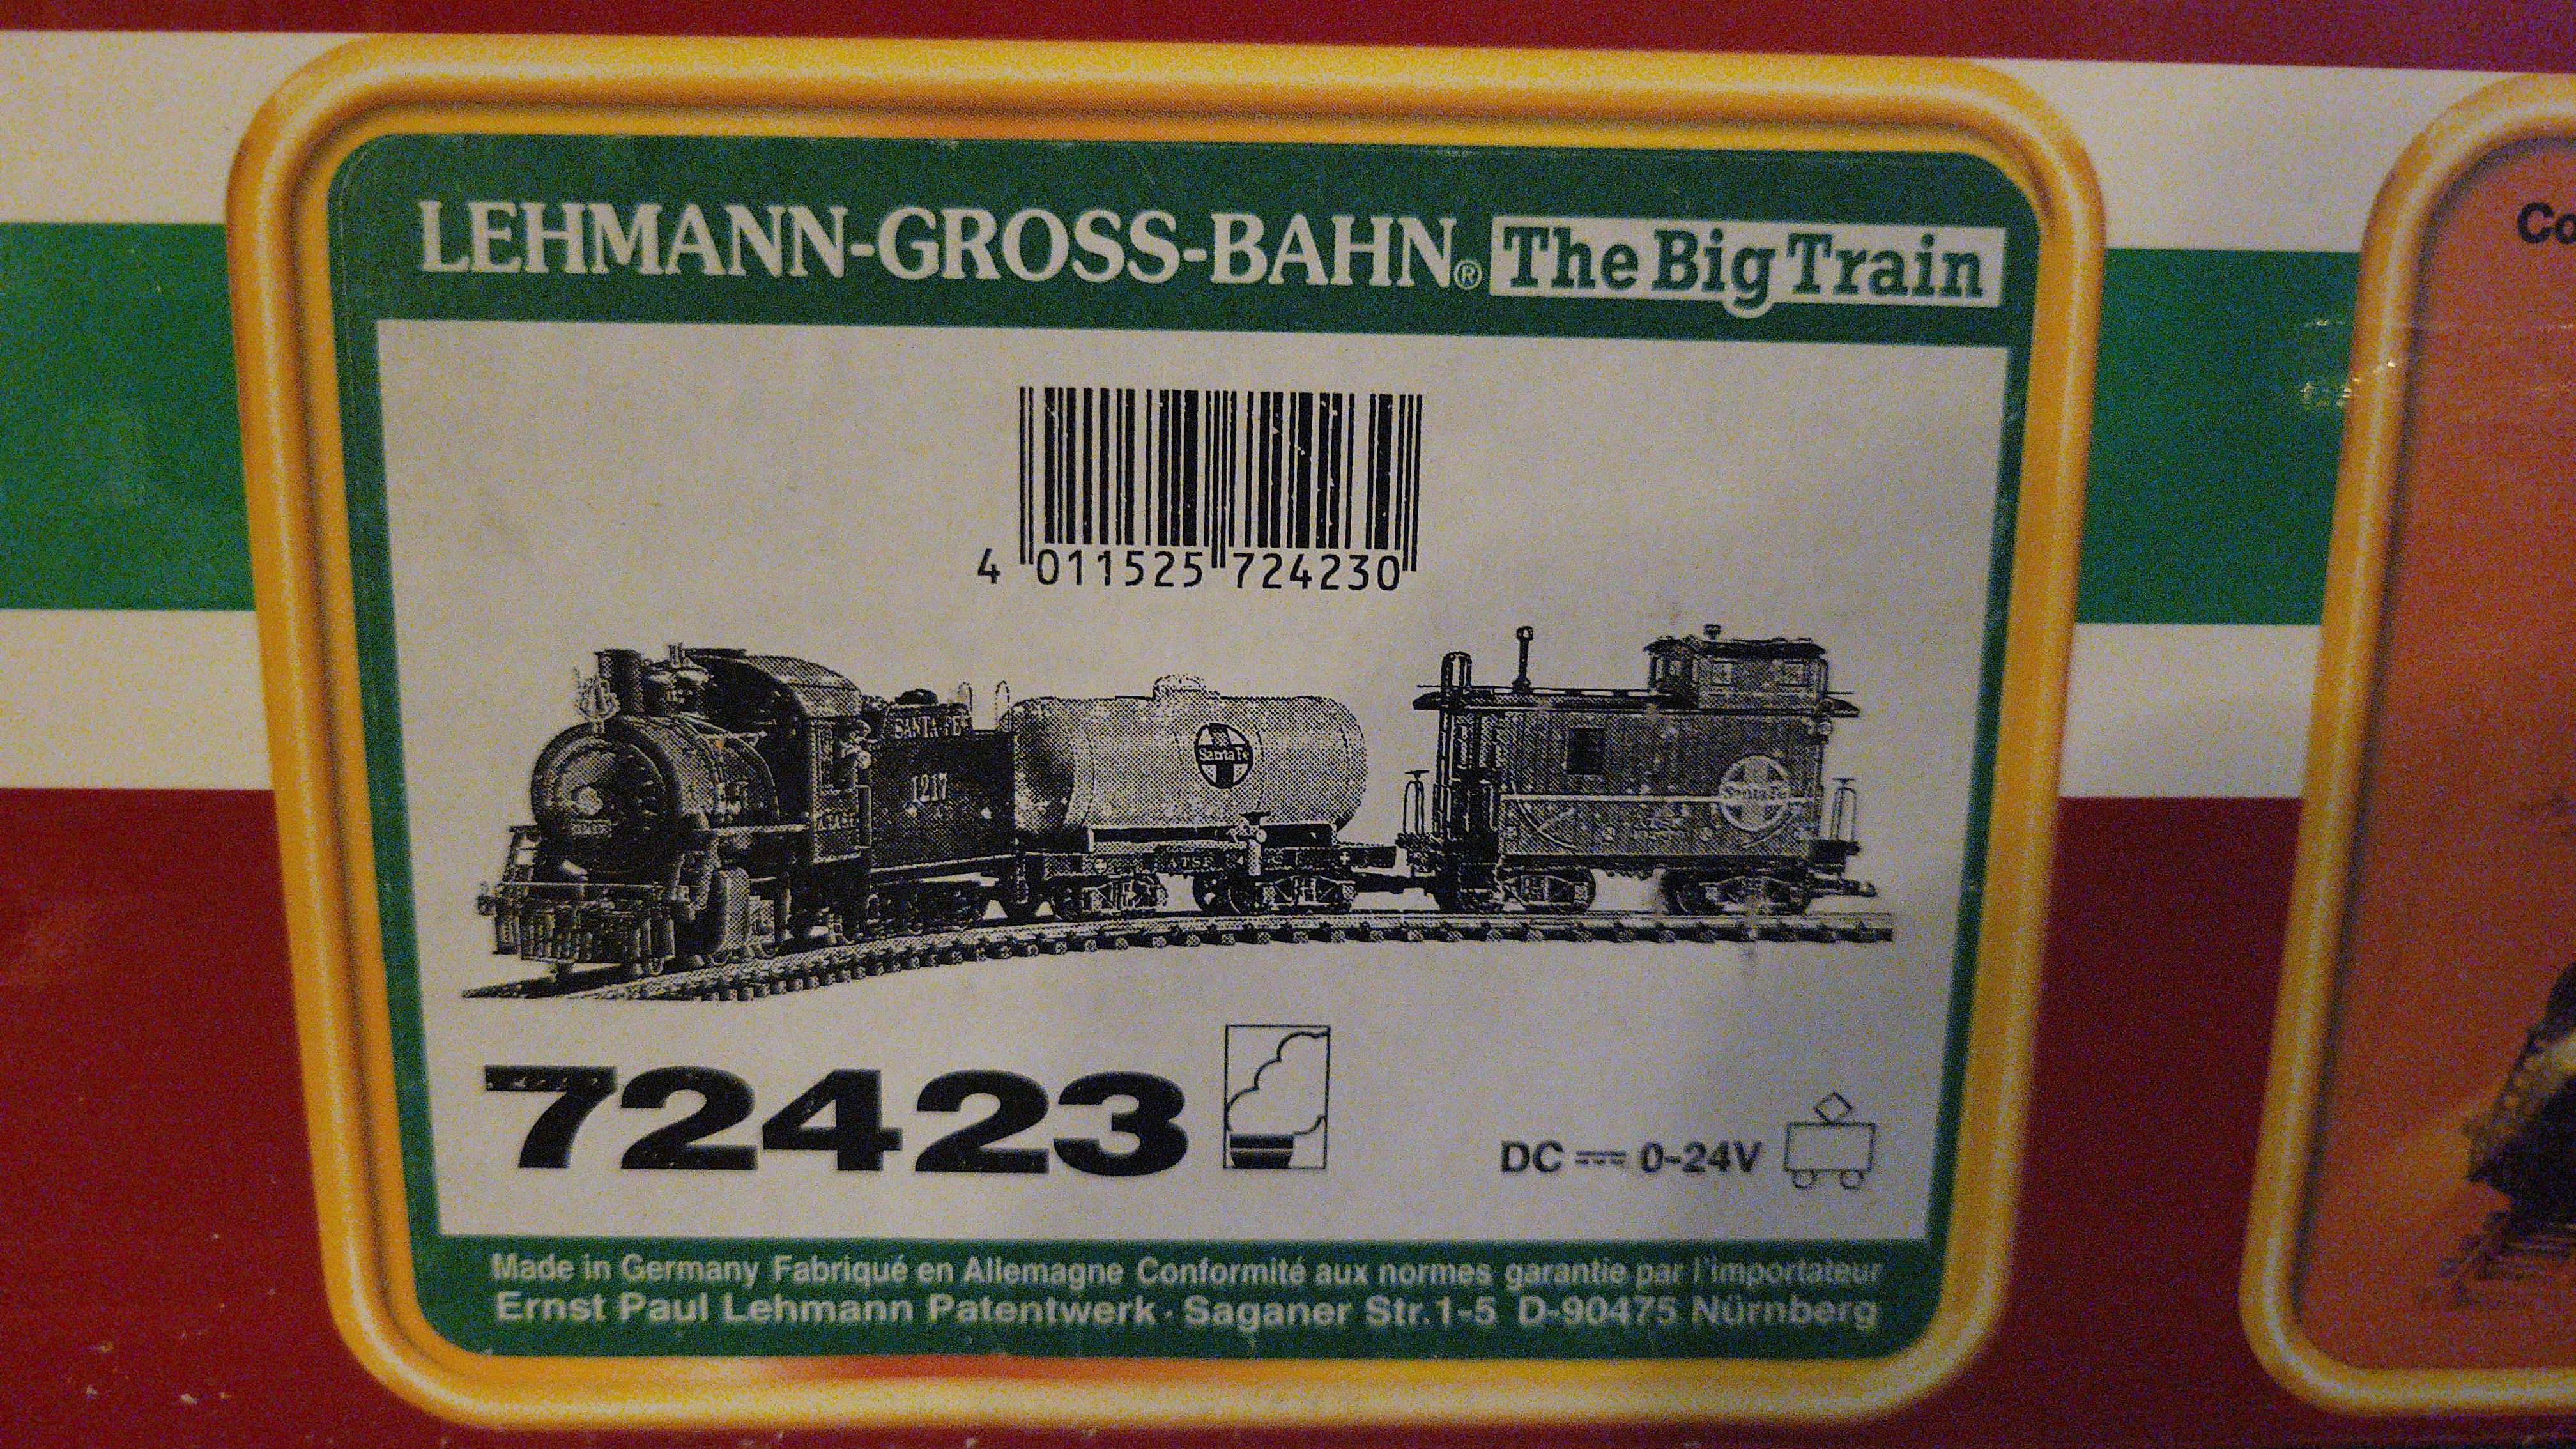 LEHMANN-GROSS-BAHN® The Big Train
Co
4 011525 724230
SANTA FE
1217
Santa Fe
Santa Fe
ATSF
72423
DC 0-24V
Made in Germany Fabriqué en Allemagne Conformité aux normes garantie par l'importateur
Ernst Paul Lehmann Patentwerk · Saganer Str.1-5 D-90475 Nürnberg